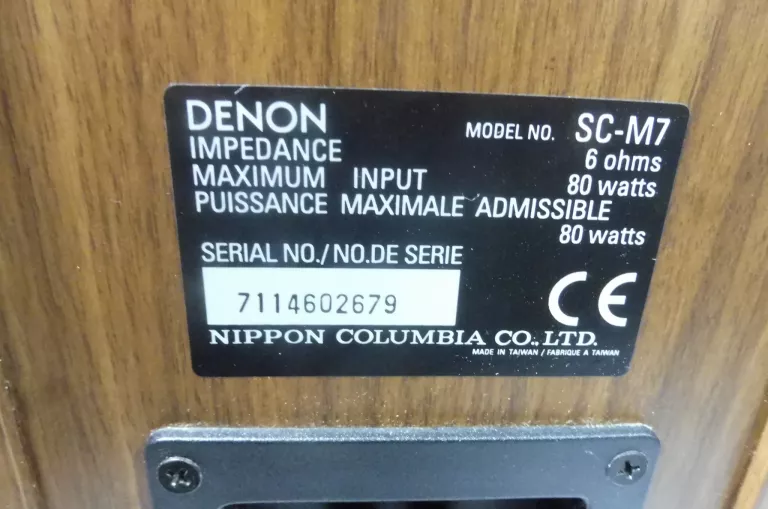 DENON MODEL NO. SC-M7
IMPEDANCE 6 ohms
MAXIMUM INPUT 80 watts
PUISSANCE MAXIMALE ADMISSIBLE
80 watts
SERIAL NO./NO.DE SERIE
7114602679
CE
NIPPON COLUMBIA CO.,LTD.
MADE IN TAIWAN / FABRIQUE A TAIWAN